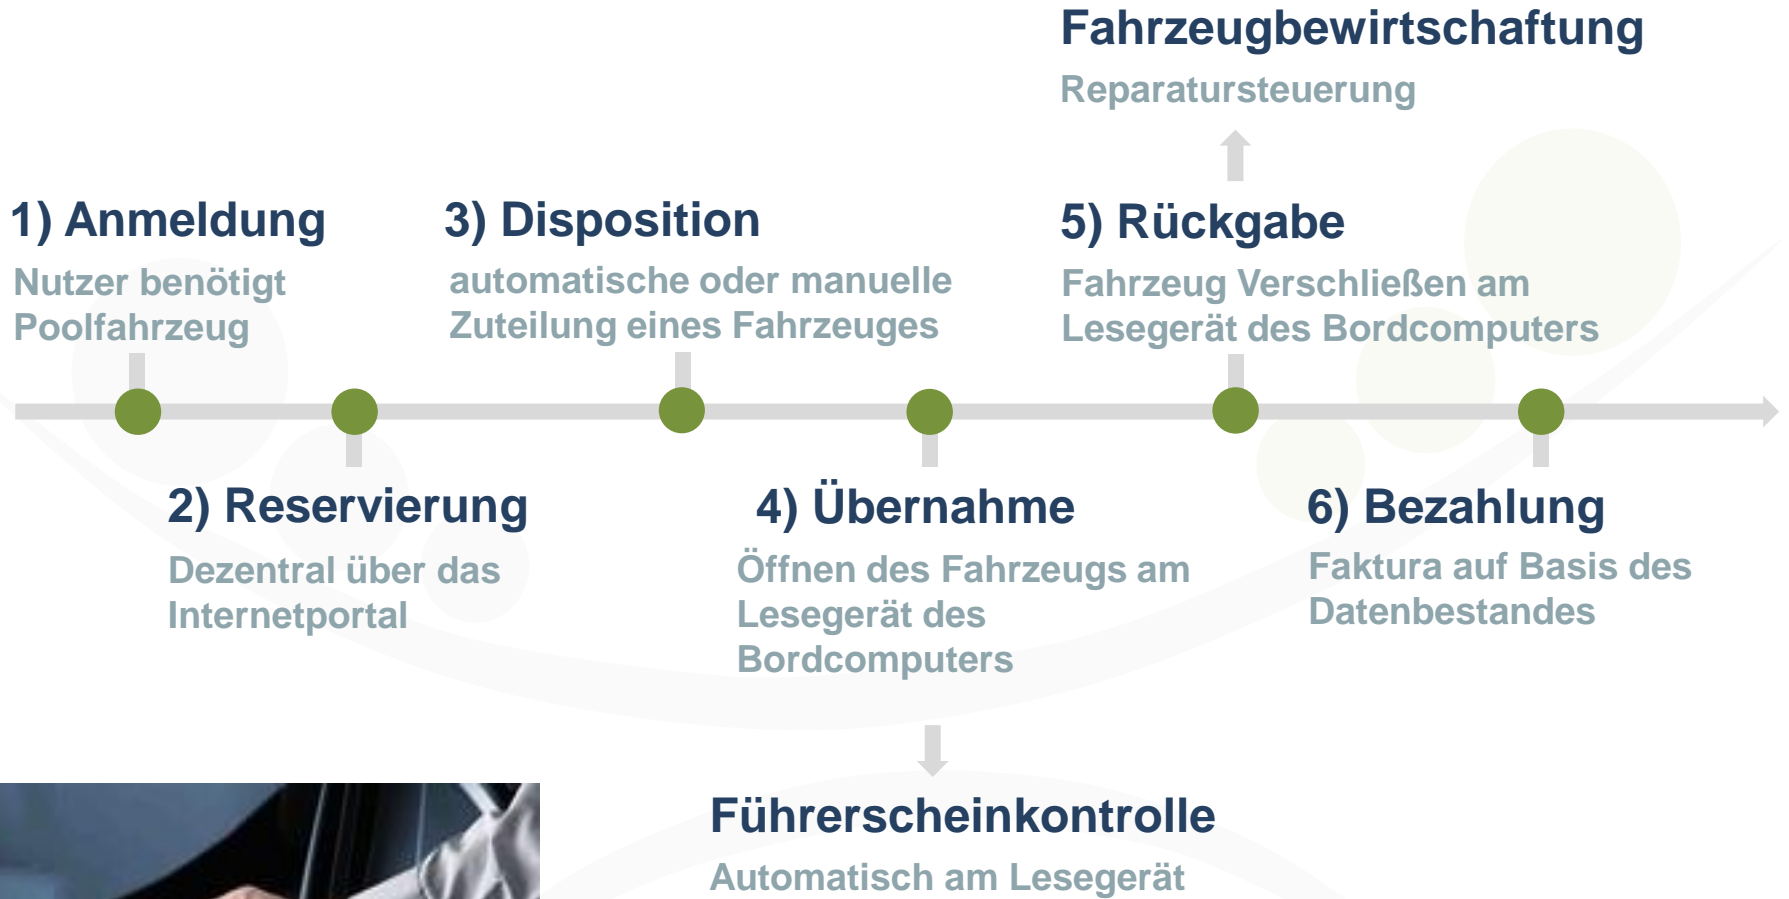 Fahrzeugbewirtschaftung
Reparatursteuerung
1) Anmeldung
Nutzer benötigt
Poolfahrzeug
3) Disposition
automatische oder manuelle
Zuteilung eines Fahrzeuges
5) Rückgabe
Fahrzeug Verschließen am
Lesegerät des Bordcomputers
2) Reservierung
Dezentral über das
Internetportal
4) Übernahme
Öffnen des Fahrzeugs am
Lesegerät des
Bordcomputers
6) Bezahlung
Faktura auf Basis des
Datenbestandes
Führerscheinkontrolle
Automatisch am Lesegerät